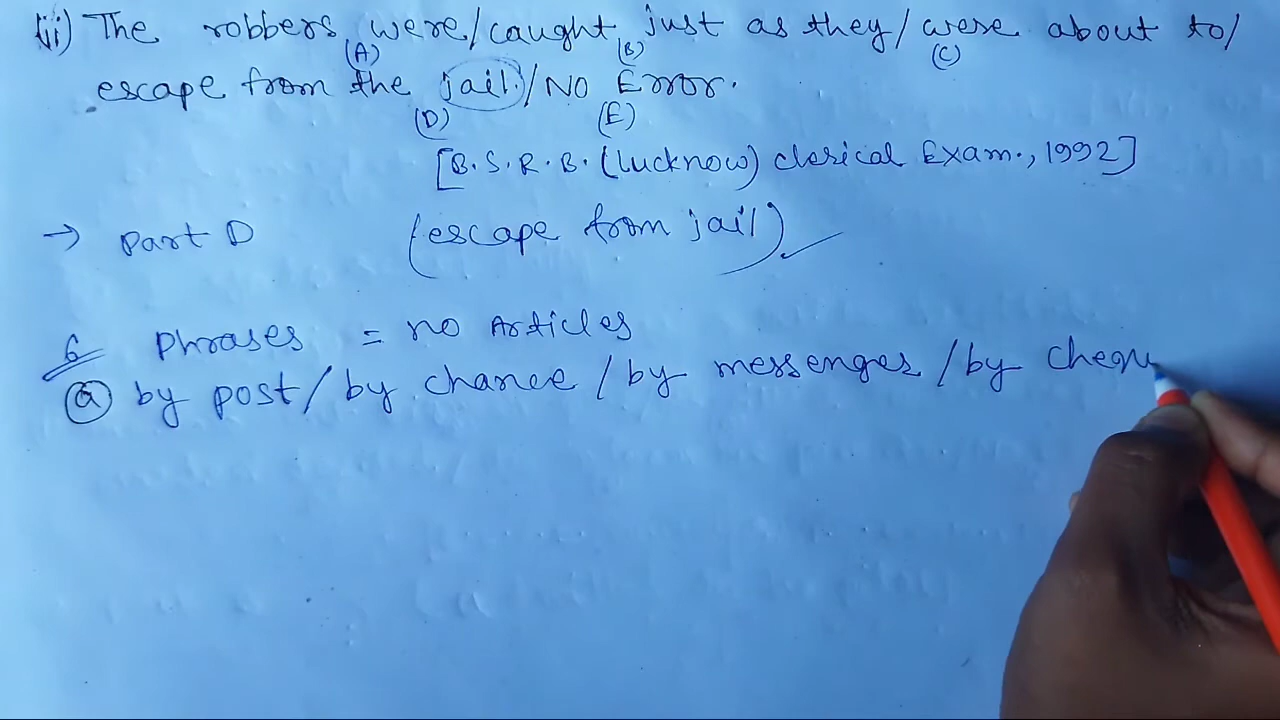 (ii) The robbers were/caught just as they/were about to/
(A) (B) (C)
escape from the jail./NO Error.
(D) (E)
[B.S.R.B. (Lucknow) clerical Exam., 1992]
→ Part D (escape from jail) ✓
6 Phrases = no Articles
(a) by post/by chance/by messenger/by chequ